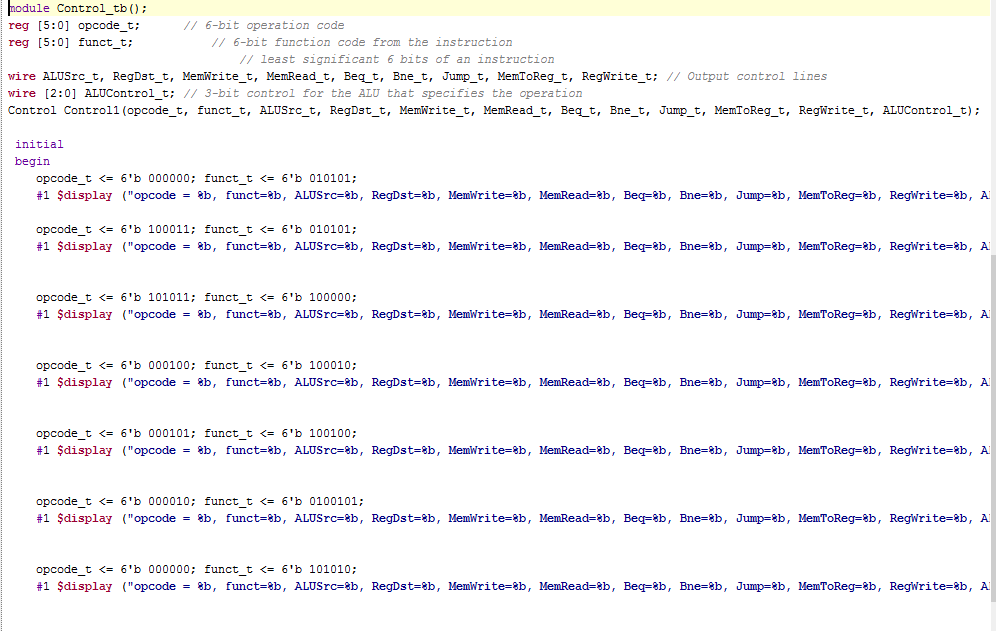 module Control_tb();
reg [5:0] opcode_t; // 6-bit operation code
reg [5:0] funct_t; // 6-bit function code from the instruction
// least significant 6 bits of an instruction
wire ALUSrc_t, RegDst_t, MemWrite_t, MemRead_t, Beq_t, Bne_t, Jump_t, MemToReg_t, RegWrite_t; // Output control lines
wire [2:0] ALUControl_t; // 3-bit control for the ALU that specifies the operation
Control Control1(opcode_t, funct_t, ALUSrc_t, RegDst_t, MemWrite_t, MemRead_t, Beq_t, Bne_t, Jump_t, MemToReg_t, RegWrite_t, ALUControl_t);
initial
begin
opcode_t <= 6'b 000000; funct_t <= 6'b 010101;
#1 $display ("opcode = %b, funct=%b, ALUSrc=%b, RegDst=%b, MemWrite=%b, MemRead=%b, Beq=%b, Bne=%b, Jump=%b, MemToReg=%b, RegWrite=%b, A
opcode_t <= 6'b 100011; funct_t <= 6'b 010101;
#1 $display ("opcode = %b, funct=%b, ALUSrc=%b, RegDst=%b, MemWrite=%b, MemRead=%b, Beq=%b, Bne=%b, Jump=%b, MemToReg=%b, RegWrite=%b, A
opcode_t <= 6'b 101011; funct_t <= 6'b 100000;
#1 $display ("opcode = %b, funct=%b, ALUSrc=%b, RegDst=%b, MemWrite=%b, MemRead=%b, Beq=%b, Bne=%b, Jump=%b, MemToReg=%b, RegWrite=%b, A
opcode_t <= 6'b 000100; funct_t <= 6'b 100010;
#1 $display ("opcode = %b, funct=%b, ALUSrc=%b, RegDst=%b, MemWrite=%b, MemRead=%b, Beq=%b, Bne=%b, Jump=%b, MemToReg=%b, RegWrite=%b, A
opcode_t <= 6'b 000101; funct_t <= 6'b 100100;
#1 $display ("opcode = %b, funct=%b, ALUSrc=%b, RegDst=%b, MemWrite=%b, MemRead=%b, Beq=%b, Bne=%b, Jump=%b, MemToReg=%b, RegWrite=%b, A
opcode_t <= 6'b 000010; funct_t <= 6'b 0100101;
#1 $display ("opcode = %b, funct=%b, ALUSrc=%b, RegDst=%b, MemWrite=%b, MemRead=%b, Beq=%b, Bne=%b, Jump=%b, MemToReg=%b, RegWrite=%b, A
opcode_t <= 6'b 000000; funct_t <= 6'b 101010;
#1 $display ("opcode = %b, funct=%b, ALUSrc=%b, RegDst=%b, MemWrite=%b, MemRead=%b, Beq=%b, Bne=%b, Jump=%b, MemToReg=%b, RegWrite=%b, A